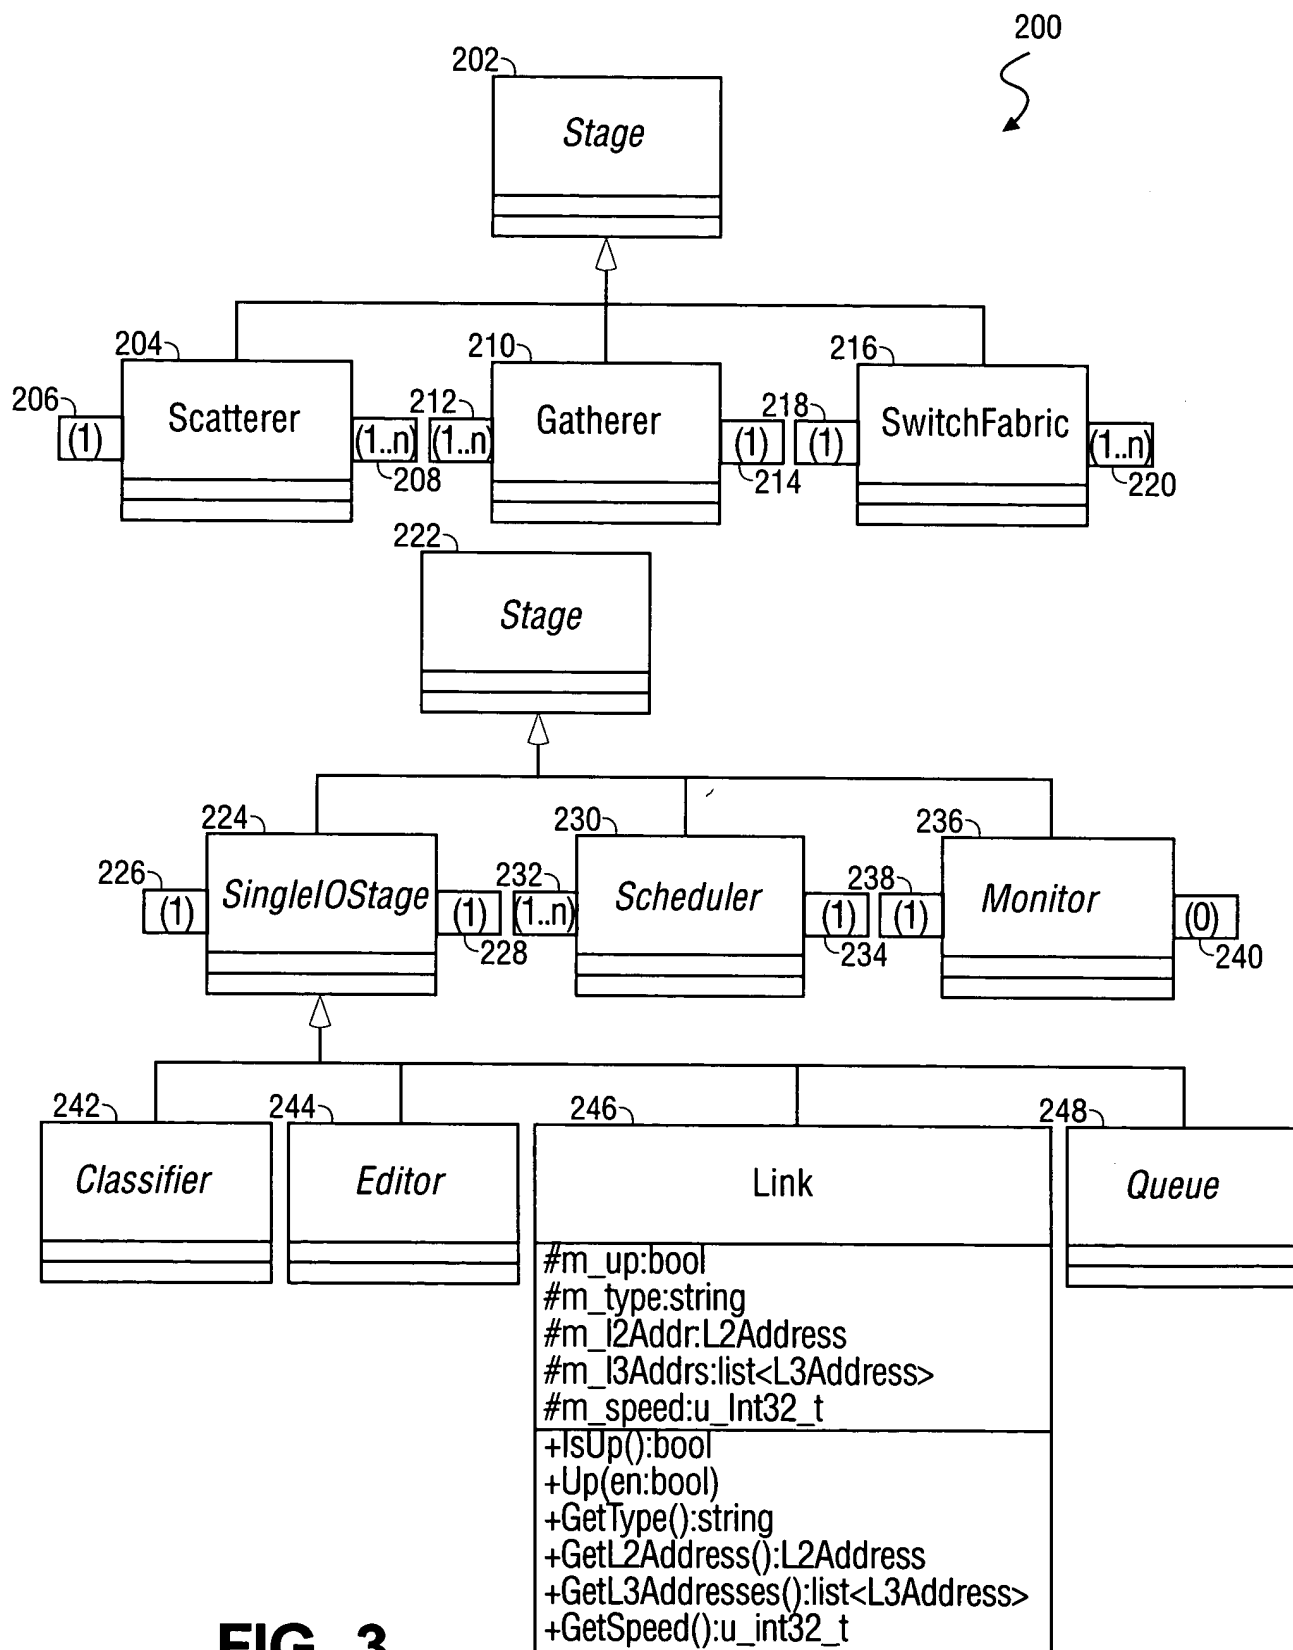 200
202
Stage
204
210
216
206
(1)
Scatterer
(1..n)
208
212
(1..n)
Gatherer
(1)
214
218
(1)
SwitchFabric
(1..n)
220
222
Stage
224
230
236
226
(1)
SingleIOStage
(1)
228
232
(1..n)
Scheduler
(1)
234
238
(1)
Monitor
(0)
240
242
244
246
248
Classifier
Editor
Link
Queue
#m_up:bool
#m_type:string
#m_l2Addr:L2Address
#m_l3Addrs:list<L3Address>
#m_speed:u_Int32_t
+IsUp():bool
+Up(en:bool)
+GetType():string
+GetL2Address():L2Address
+GetL3Addresses():list<L3Address>
+GetSpeed():u_int32_t
FIG. 3